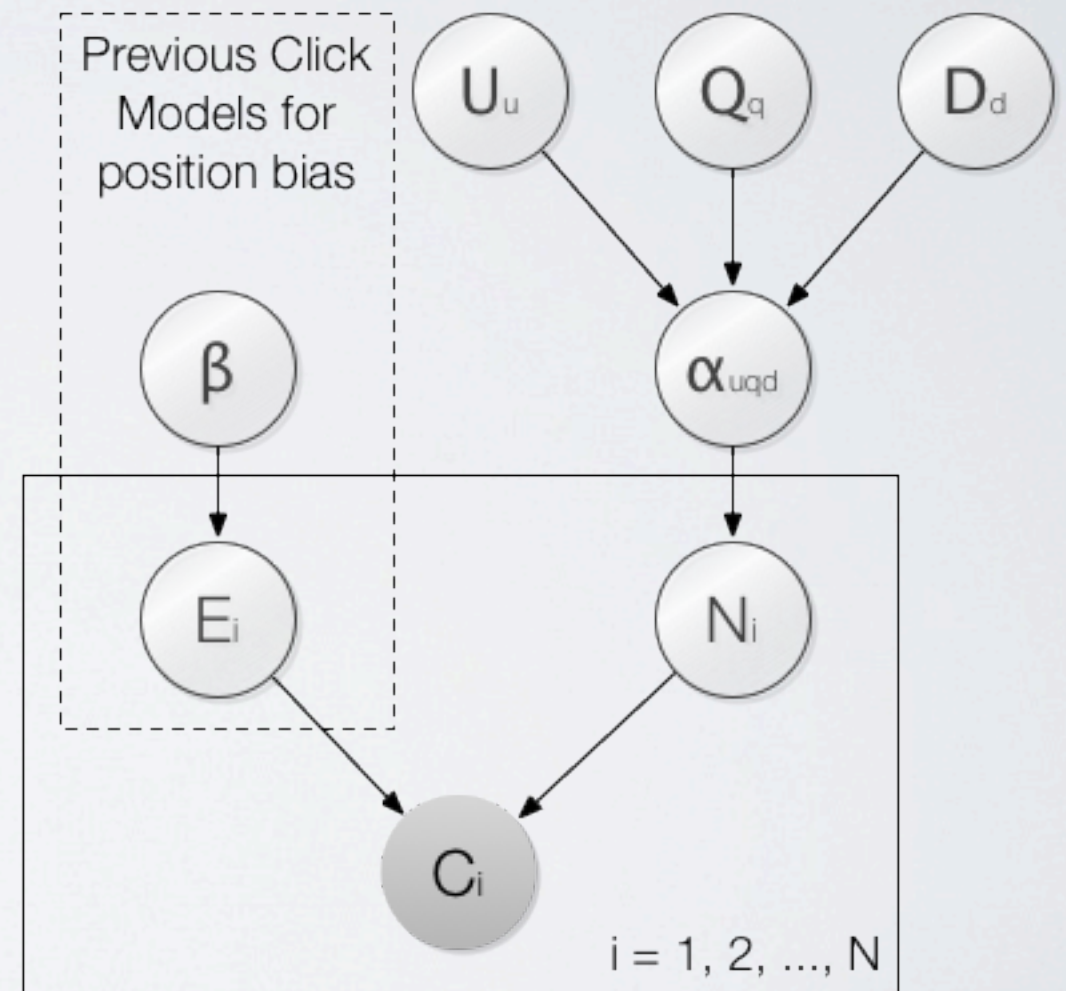 Previous Click
Models for
position bias
Uu
Qq
Dd
β
αuqd
Ei
Ni
Ci
i = 1, 2, ..., N